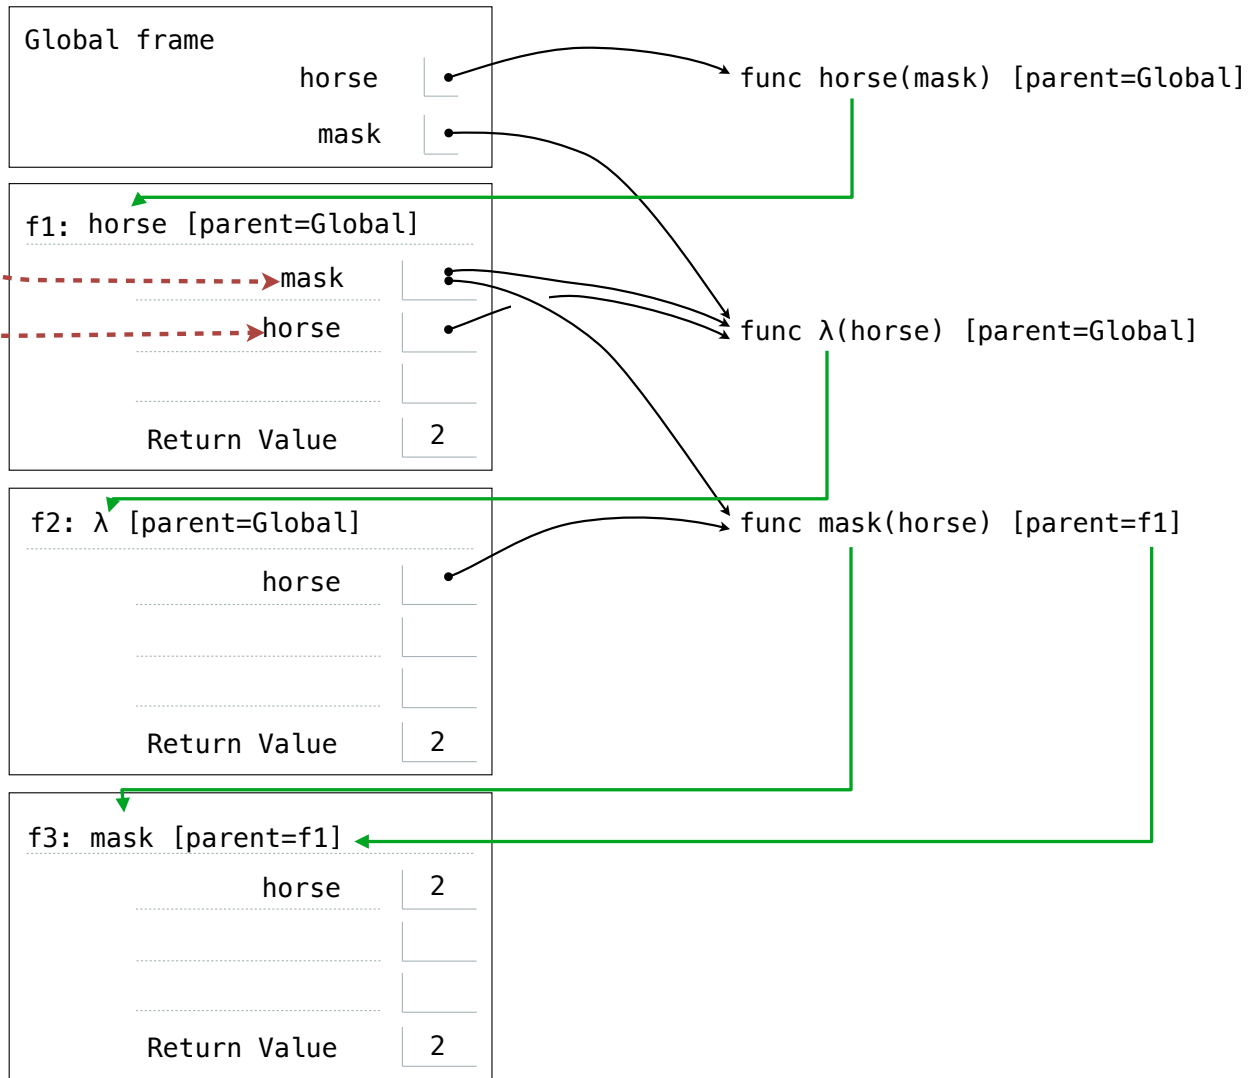 Global frame
horse
func horse(mask) [parent=Global]
mask
f1: horse [parent=Global]
mask
horse
func λ(horse) [parent=Global]
Return Value 2
f2: λ [parent=Global]
func mask(horse) [parent=f1]
horse
Return Value 2
f3: mask [parent=f1]
horse 2
Return Value 2